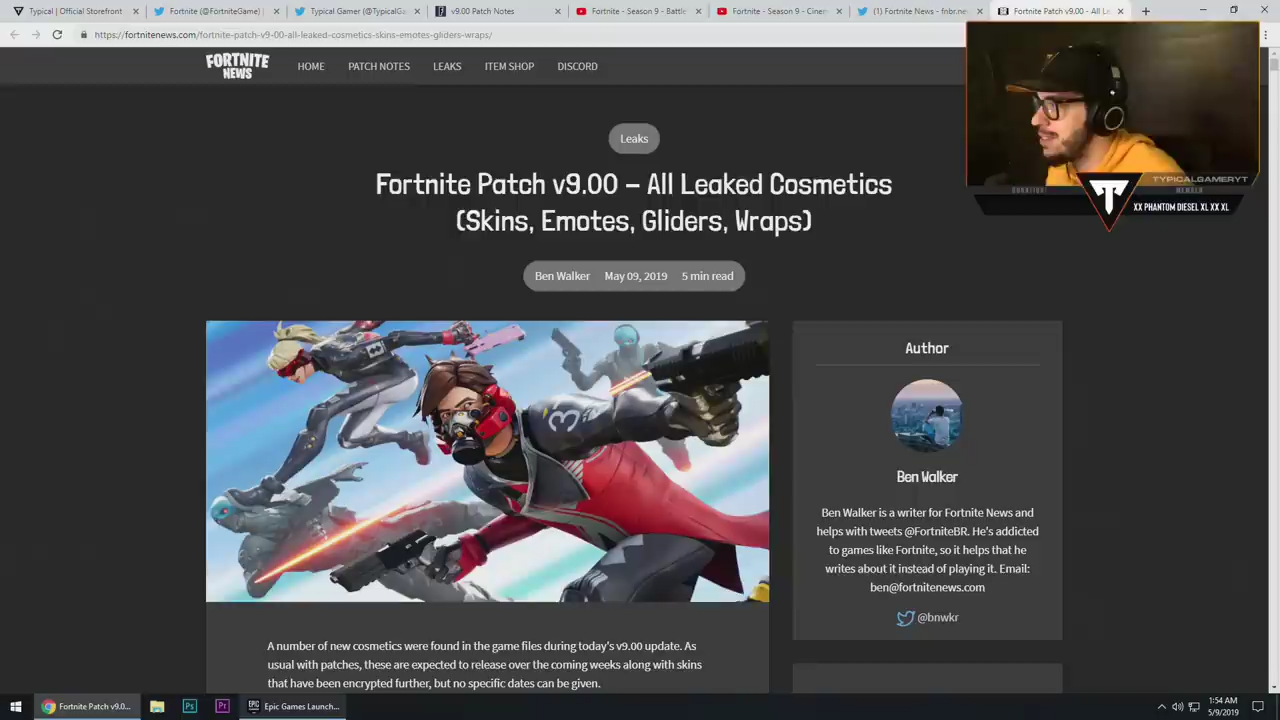 Typical | Official Storefront
Fortnite (@FortniteGame)
Typical Gamer (@TypicalGa
v9.00 Patch Notes
Fortnite - Season 9 - Battle
Fortnite - Season 9 - Cinem
(1) Fortnite News - fnbr.
Fortnite Patch v9.00 - All Le
https://fortnitenews.com/fortnite-patch-v9-00-all-leaked-cosmetics-skins-emotes-gliders-wraps/
FORTNITE
NEWS
HOME
PATCH NOTES
LEAKS
ITEM SHOP
DISCORD
TYPICALGAMERYT
XX PHANTOM DIESEL XL XX XL
Leaks
Fortnite Patch v9.00 – All Leaked Cosmetics
(Skins, Emotes, Gliders, Wraps)
Ben Walker May 09, 2019 5 min read
Author
Ben Walker
Ben Walker is a writer for Fortnite News and
helps with tweets @FortniteBR. He's addicted
to games like Fortnite, so it helps that he
writes about it instead of playing it. Email:
ben@fortnitenews.com
@bnwkr
A number of new cosmetics were found in the game files during today's v9.00 update. As
usual with patches, these are expected to release over the coming weeks along with skins
that have been encrypted further, but no specific dates can be given.
Fortnite Patch v9.0...
Ps
Pr
EPIC
Epic Games Launch...
1:54 AM
5/9/2019